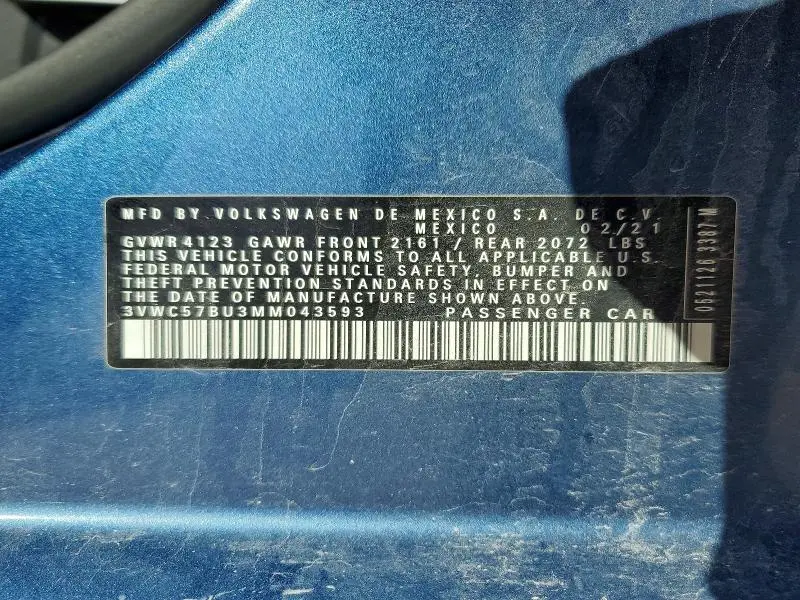 MFD BY. VOLKSWAGEN DE MEXICO S.A. DE C.V.
MEXICO 02/21
GVWR 4123 GAWR FRONT 2161 / REAR 2072 LBS
THIS VEHICLE CONFORMS TO ALL APPLICABLE U.S.
FEDERAL MOTOR VEHICLE SAFETY, BUMPER AND
THEFT PREVENTION STANDARDS IN EFFECT ON
THE DATE OF MANUFACTURE SHOWN ABOVE.
3VWC57BU3MM043593 PASSENGER CAR
0521126 3387 M